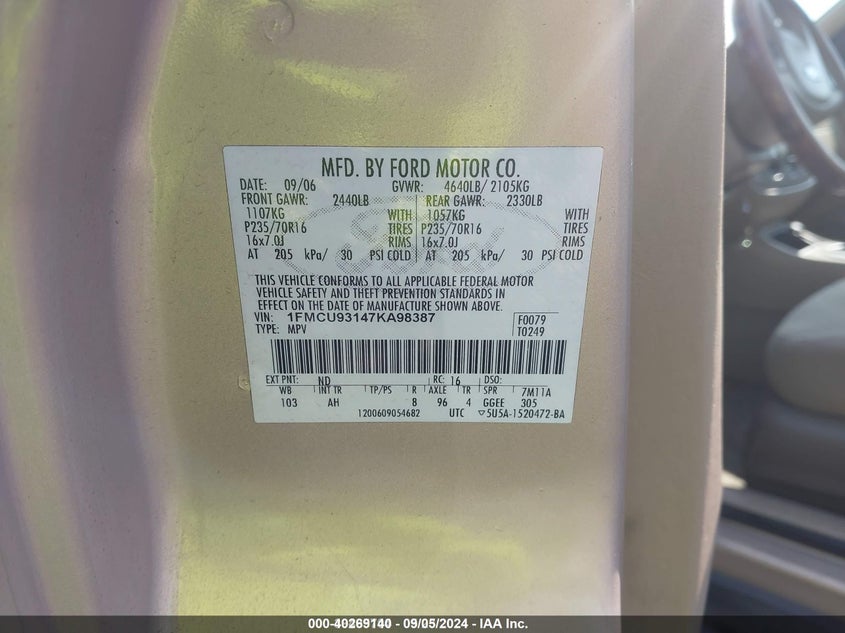 MFD. BY FORD MOTOR CO.
DATE: 09/06 GVWR: 4640LB/ 2105KG
FRONT GAWR: 2440LB REAR GAWR: 2330LB
1107KG WITH 1057KG WITH
P235/70R16 TIRES P235/70R16 TIRES
16x7.0J RIMS 16x7.0J RIMS
AT 205 kPa/ 30 PSI COLD AT 205 kPa/ 30 PSI COLD
THIS VEHICLE CONFORMS TO ALL APPLICABLE FEDERAL MOTOR
VEHICLE SAFETY AND THEFT PREVENTION STANDARDS IN
EFFECT ON THE DATE OF MANUFACTURE SHOWN ABOVE.
VIN: 1FMCU93147KA98387 F0079
TYPE: MPV T0249
EXT PNT: ND RC: 16 DSO:
WB INT TR TP/PS R AXLE TR SPR 7M11A
103 AH 8 96 4 GGEE 305
1200609054682 UTC ▽5U5A-1520472-BA
000-40269140 - 09/05/2024 - IAA Inc.